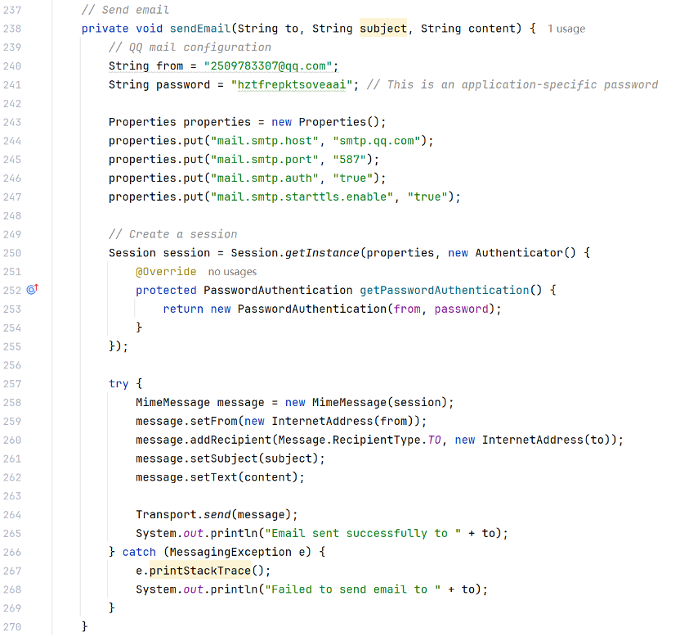 237 // Send email
238 private void sendEmail(String to, String subject, String content) { 1 usage
239 // QQ mail configuration
240 String from = "2509783307@qq.com";
241 String password = "hztfrepktsoveaai"; // This is an application-specific password
242
243 Properties properties = new Properties();
244 properties.put("mail.smtp.host", "smtp.qq.com");
245 properties.put("mail.smtp.port", "587");
246 properties.put("mail.smtp.auth", "true");
247 properties.put("mail.smtp.starttls.enable", "true");
248
249 // Create a session
250 Session session = Session.getInstance(properties, new Authenticator() {
251 @Override no usages
252 protected PasswordAuthentication getPasswordAuthentication() {
253 return new PasswordAuthentication(from, password);
254 }
255 });
256
257 try {
258 MimeMessage message = new MimeMessage(session);
259 message.setFrom(new InternetAddress(from));
260 message.addRecipient(Message.RecipientType.TO, new InternetAddress(to));
261 message.setSubject(subject);
262 message.setText(content);
263
264 Transport.send(message);
265 System.out.println("Email sent successfully to " + to);
266 } catch (MessagingException e) {
267 e.printStackTrace();
268 System.out.println("Failed to send email to " + to);
269 }
270 }